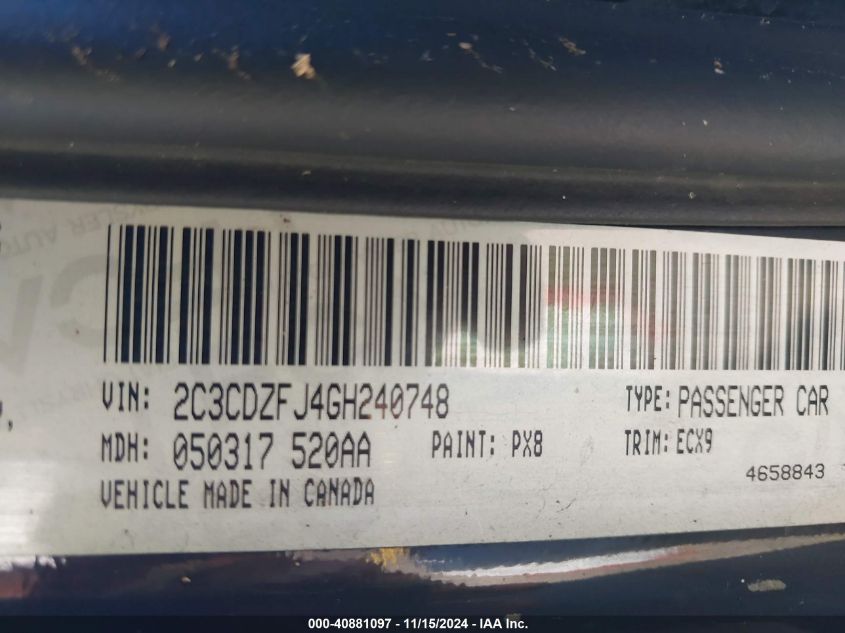 VIN: 2C3CDZFJ4GH240748 TYPE: PASSENGER CAR
MDH: 050317 520AA PAINT: PX8 TRIM: ECX9
4658843
VEHICLE MADE IN CANADA
000-40881097 - 11/15/2024 - IAA Inc.